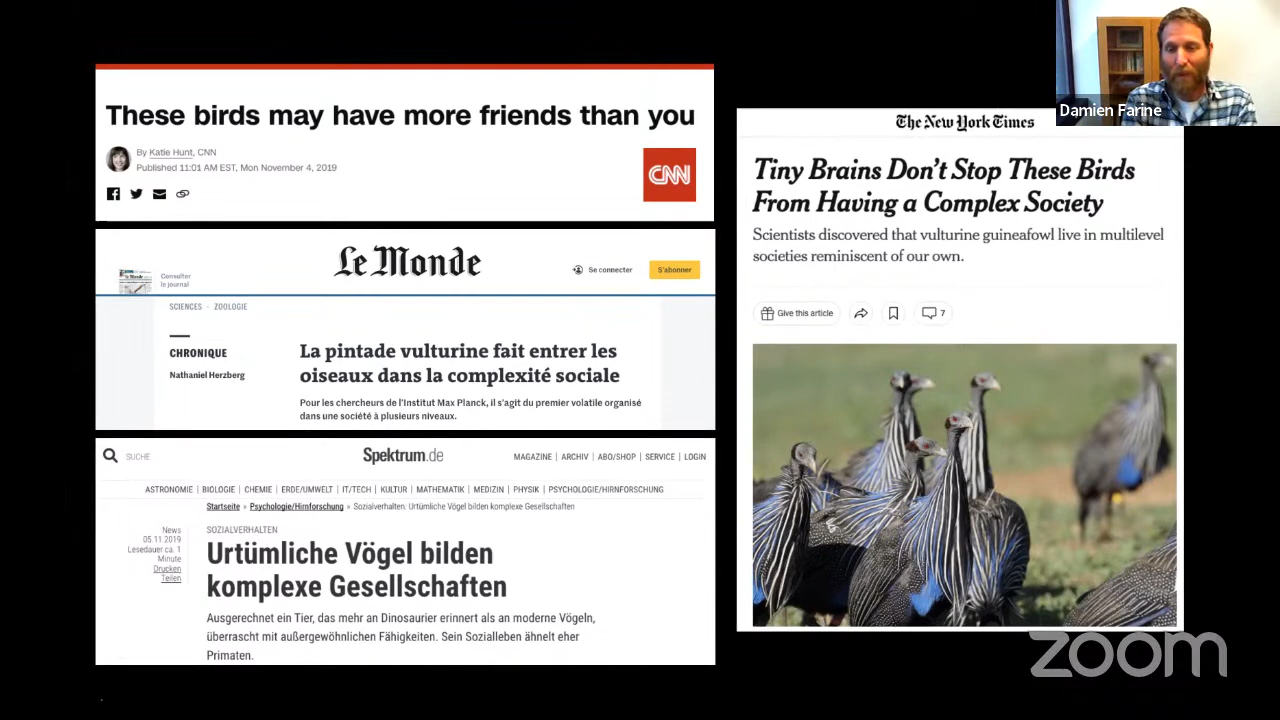 These birds may have more friends than you
By Katie Hunt, CNN
Published 11:01 AM EST, Mon November 4, 2019
CNN
Le Monde
Consulter
le journal
Se connecter
S'abonner
SCIENCES - ZOOLOGIE
CHRONIQUE
Nathaniel Herzberg
La pintade vulturine fait entrer les
oiseaux dans la complexité sociale
Pour les chercheurs de l'Institut Max Planck, il s'agit du premier volatile organisé
dans une société à plusieurs niveaux.
SUCHE
Spektrum.de
MAGAZINE | ARCHIV | ABO/SHOP | SERVICE | LOGIN
ASTRONOMIE | BIOLOGIE | CHEMIE | ERDE/UMWELT | IT/TECH | KULTUR | MATHEMATIK | MEDIZIN | PHYSIK | PSYCHOLOGIE/HIRNFORSCHUNG
Startseite » Psychologie/Hirnforschung » Sozialverhalten: Urtümliche Vögel bilden komplexe Gesellschaften
News
05.11.2019
Lesedauer ca. 1
Minute
Drucken
Teilen
SOZIALVERHALTEN
Urtümliche Vögel bilden
komplexe Gesellschaften
Ausgerechnet ein Tier, das mehr an Dinosaurier erinnert als an moderne Vögeln,
überrascht mit außergewöhnlichen Fähigkeiten. Sein Sozialleben ähnelt eher
Primaten.
Damien Farine
The New York Times
Tiny Brains Don't Stop These Birds
From Having a Complex Society
Scientists discovered that vulturine guineafowl live in multilevel
societies reminiscent of our own.
Give this article
7
zoom